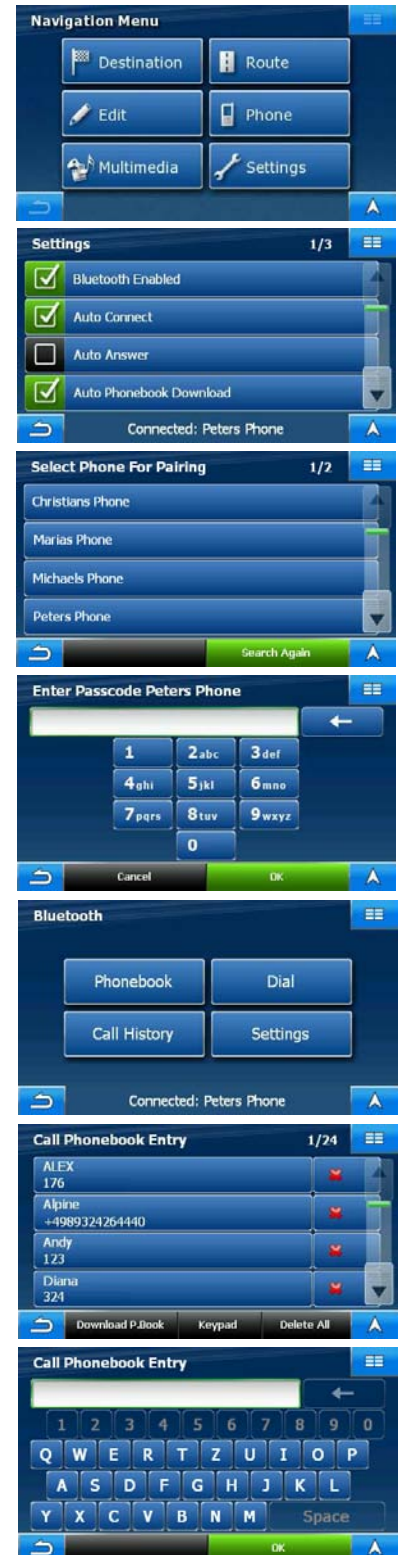 Navigation Menu
Destination Route
Edit Phone
Multimedia Settings
Settings 1/3
Bluetooth Enabled
Auto Connect
Auto Answer
Auto Phonebook Download
Connected: Peters Phone
Select Phone For Pairing 1/2
Christians Phone
Marias Phone
Michaels Phone
Peters Phone
Search Again
Enter Passcode Peters Phone
1 2abc 3def
4ghi 5jkl 6mno
7pqrs 8tuv 9wxyz
0
Cancel OK
Bluetooth
Phonebook Dial
Call History Settings
Connected: Peters Phone
Call Phonebook Entry 1/24
ALEX
176
Alpine
+4989324264440
Andy
123
Diana
324
Download P.Book Keypad Delete All
Call Phonebook Entry
1 2 3 4 5 6 7 8 9 0
Q W E R T Z U I O P
A S D F G H J K L
Y X C V B N M Space
OK